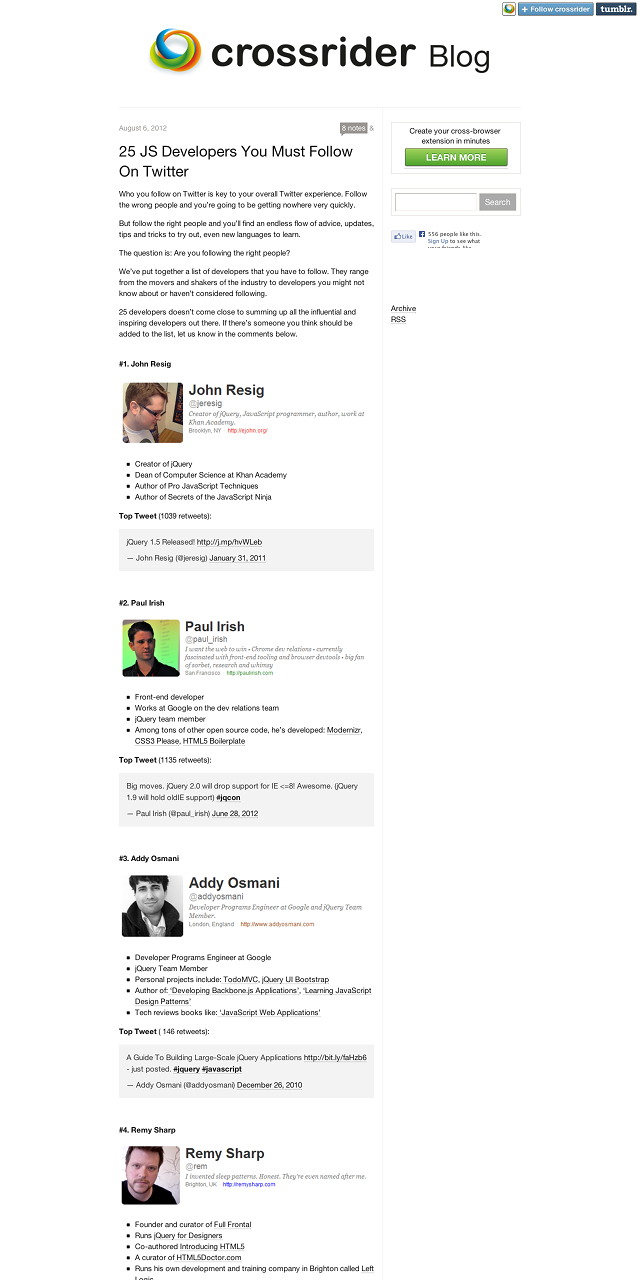 + Follow crossrider
tumblr.
crossrider Blog
August 6, 2012
8 notes &
25 JS Developers You Must Follow
On Twitter
Who you follow on Twitter is key to your overall Twitter experience. Follow
the wrong people and you're going to be getting nowhere very quickly.
But follow the right people and you'll find an endless flow of advice, updates,
tips and tricks to try out, even new languages to learn.
The question is: Are you following the right people?
We've put together a list of developers that you have to follow. They range
from the movers and shakers of the industry to developers you might not
know about or haven't considered following.
25 developers doesn't come close to summing up all the influential and
inspiring developers out there. If there's someone you think should be
added to the list, let us know in the comments below.
#1. John Resig
John Resig
@jeresig
Creator of jQuery, JavaScript programmer, author, work at
Khan Academy.
Brooklyn, NY http://ejohn.org/
Creator of jQuery
Dean of Computer Science at Khan Academy
Author of Pro JavaScript Techniques
Author of Secrets of the JavaScript Ninja
Top Tweet (1039 retweets):
jQuery 1.5 Released! http://j.mp/hvWLeb
— John Resig (@jeresig) January 31, 2011
#2. Paul Irish
Paul Irish
@paul_irish
I want the web to win • Chrome dev relations • currently
fascinated with front-end tooling and browser devtools • big fan
of sorbet, research and whimsy
San Francisco http://paulirish.com
Front-end developer
Works at Google on the dev relations team
jQuery team member
Among tons of other open source code, he's developed: Modernizr,
CSS3 Please, HTML5 Boilerplate
Top Tweet (1135 retweets):
Big moves. jQuery 2.0 will drop support for IE <=8! Awesome. (jQuery
1.9 will hold oldIE support) #jqcon
— Paul Irish (@paul_irish) June 28, 2012
#3. Addy Osmani
Addy Osmani
@addyosmani
Developer Programs Engineer at Google and jQuery Team
Member.
London, England http://www.addyosmani.com
Developer Programs Engineer at Google
jQuery Team Member
Personal projects include: TodoMVC, jQuery UI Bootstrap
Author of: 'Developing Backbone.js Applications', 'Learning JavaScript
Design Patterns'
Tech reviews books like: 'JavaScript Web Applications'
Top Tweet ( 146 retweets):
A Guide To Building Large-Scale jQuery Applications http://bit.ly/faHzb6
- just posted. #jquery #javascript
— Addy Osmani (@addyosmani) December 26, 2010
#4. Remy Sharp
Remy Sharp
@rem
I invented sleep patterns. Honest. They're even named after me.
Brighton, UK http://remysharp.com
Founder and curator of Full Frontal
Runs jQuery for Designers
Co-authored Introducing HTML5
A curator of HTML5Doctor.com
Runs his own development and training company in Brighton called Left
Logic
Create your cross-browser
extension in minutes
LEARN MORE
Search
Like
556 people like this.
Sign Up to see what
your friends like.
Archive
RSS